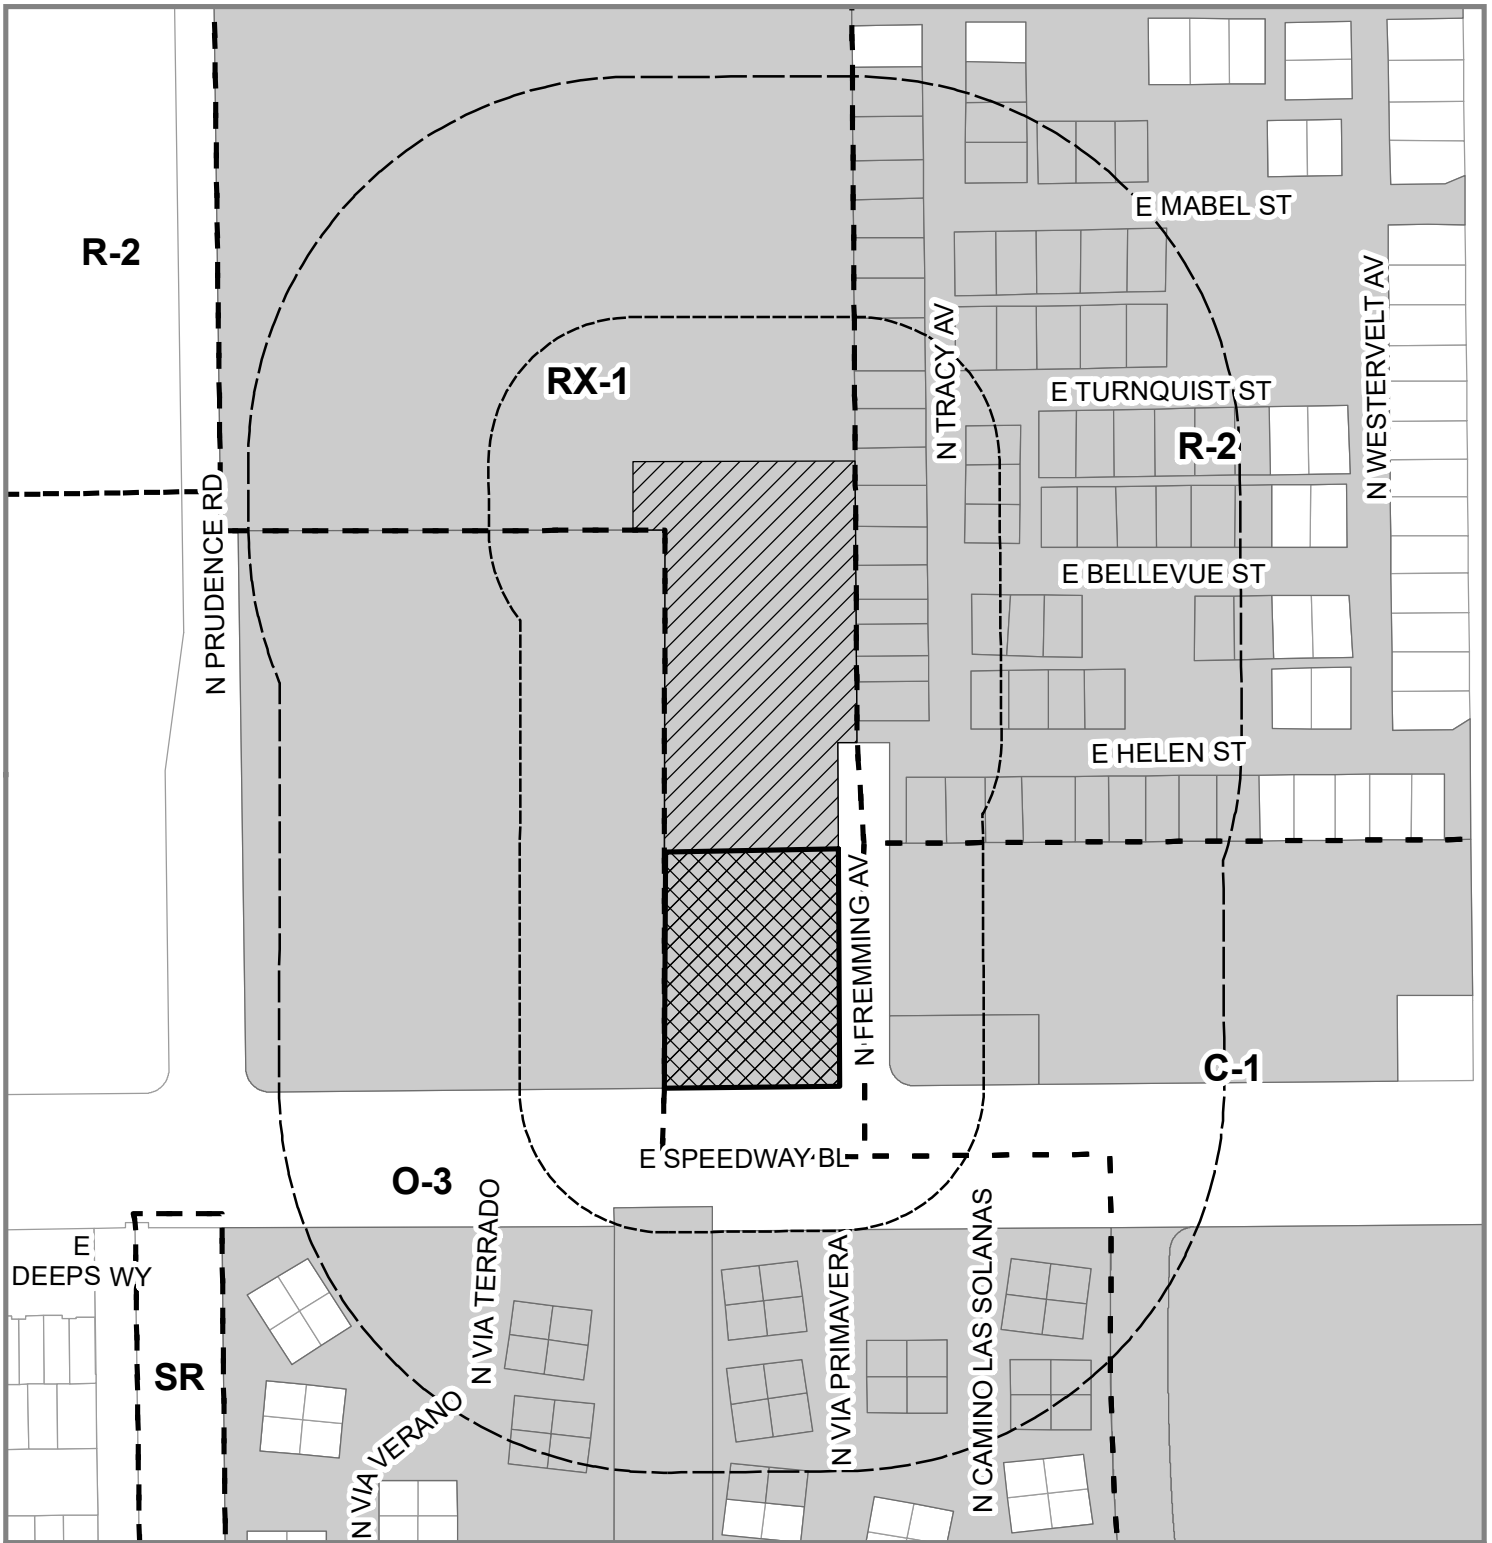 E MABEL ST
R-2
N WESTERVELT AV
N TRACY AV
RX-1
E TURNQUIST ST
R-2
N PRUDENCE RD
E BELLEVUE ST
E HELEN ST
N FREMMING AV
C-1
E SPEEDWAY BL
O-3
N VIA TERRADO
N CAMINO LAS SOLANAS
N VIA PRIMAVERA
E
DEEPS WY
SR
N VIA VERANO